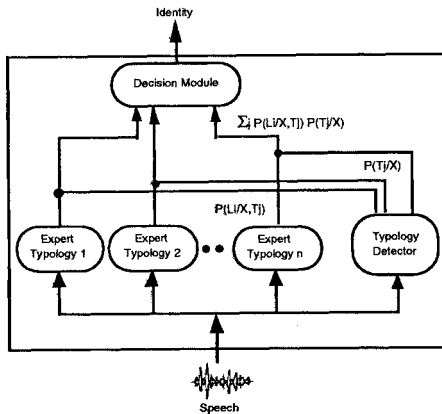 Identity
Decision Module
Σj P(Li/X,Tj) P(Tj/X)
P(Tj/X)
P(Li/X,Tj)
Expert
Typology 1
Expert
Typology 2
Expert
Typology n
Typology
Detector
Speech